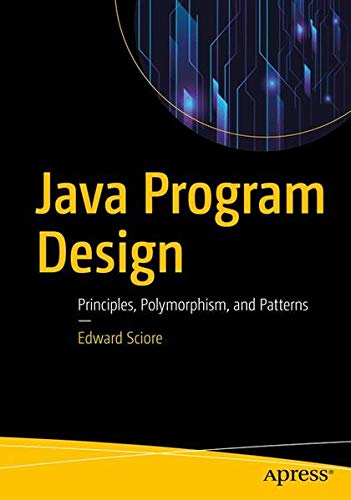 Java Program
Design
Principles, Polymorphism, and Patterns
Edward Sciore
Apress®